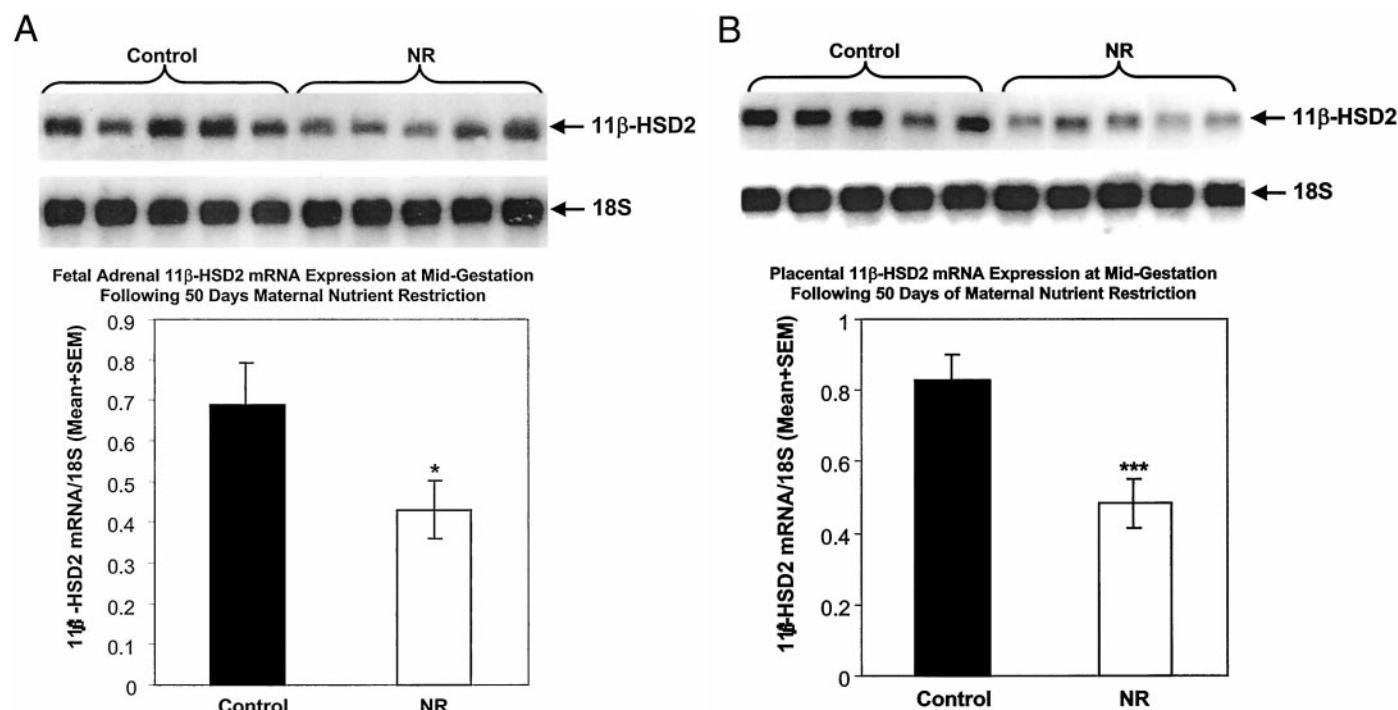 A
Control NR
11β-HSD2
18S
Fetal Adrenal 11β-HSD2 mRNA Expression at Mid-Gestation
Following 50 Days Maternal Nutrient Restriction
11β-HSD2 mRNA/18S (Mean+SEM)
0.9
0.8
0.7
0.6
0.5
0.4
0.3
0.2
0.1
0
*
Control NR
B
Control NR
11β-HSD2
18S
Placental 11β-HSD2 mRNA Expression at Mid-Gestation
Following 50 Days of Maternal Nutrient Restriction
11β-HSD2 mRNA/18S (Mean+SEM)
1
0.8
0.6
0.4
0.2
0
***
Control NR